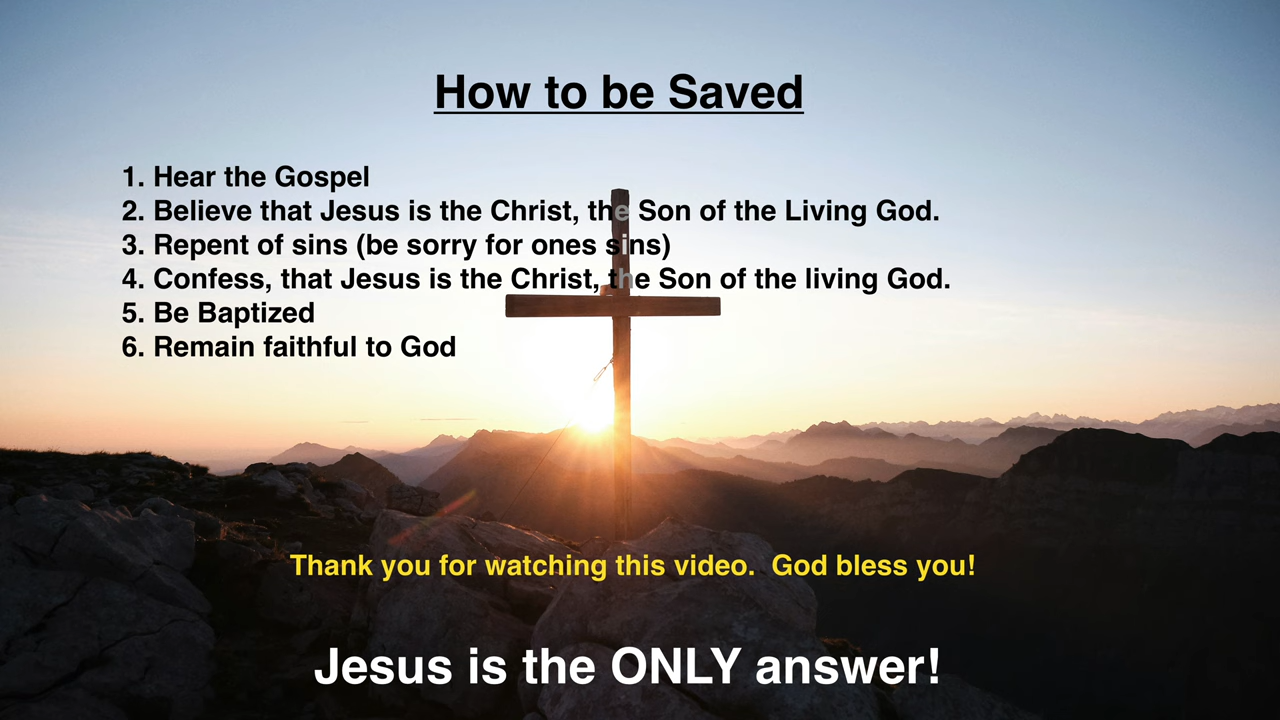 How to be Saved
1. Hear the Gospel
2. Believe that Jesus is the Christ, the Son of the Living God.
3. Repent of sins (be sorry for ones sins)
4. Confess, that Jesus is the Christ, the Son of the living God.
5. Be Baptized
6. Remain faithful to God
Thank you for watching this video.  God bless you!
Jesus is the ONLY answer!